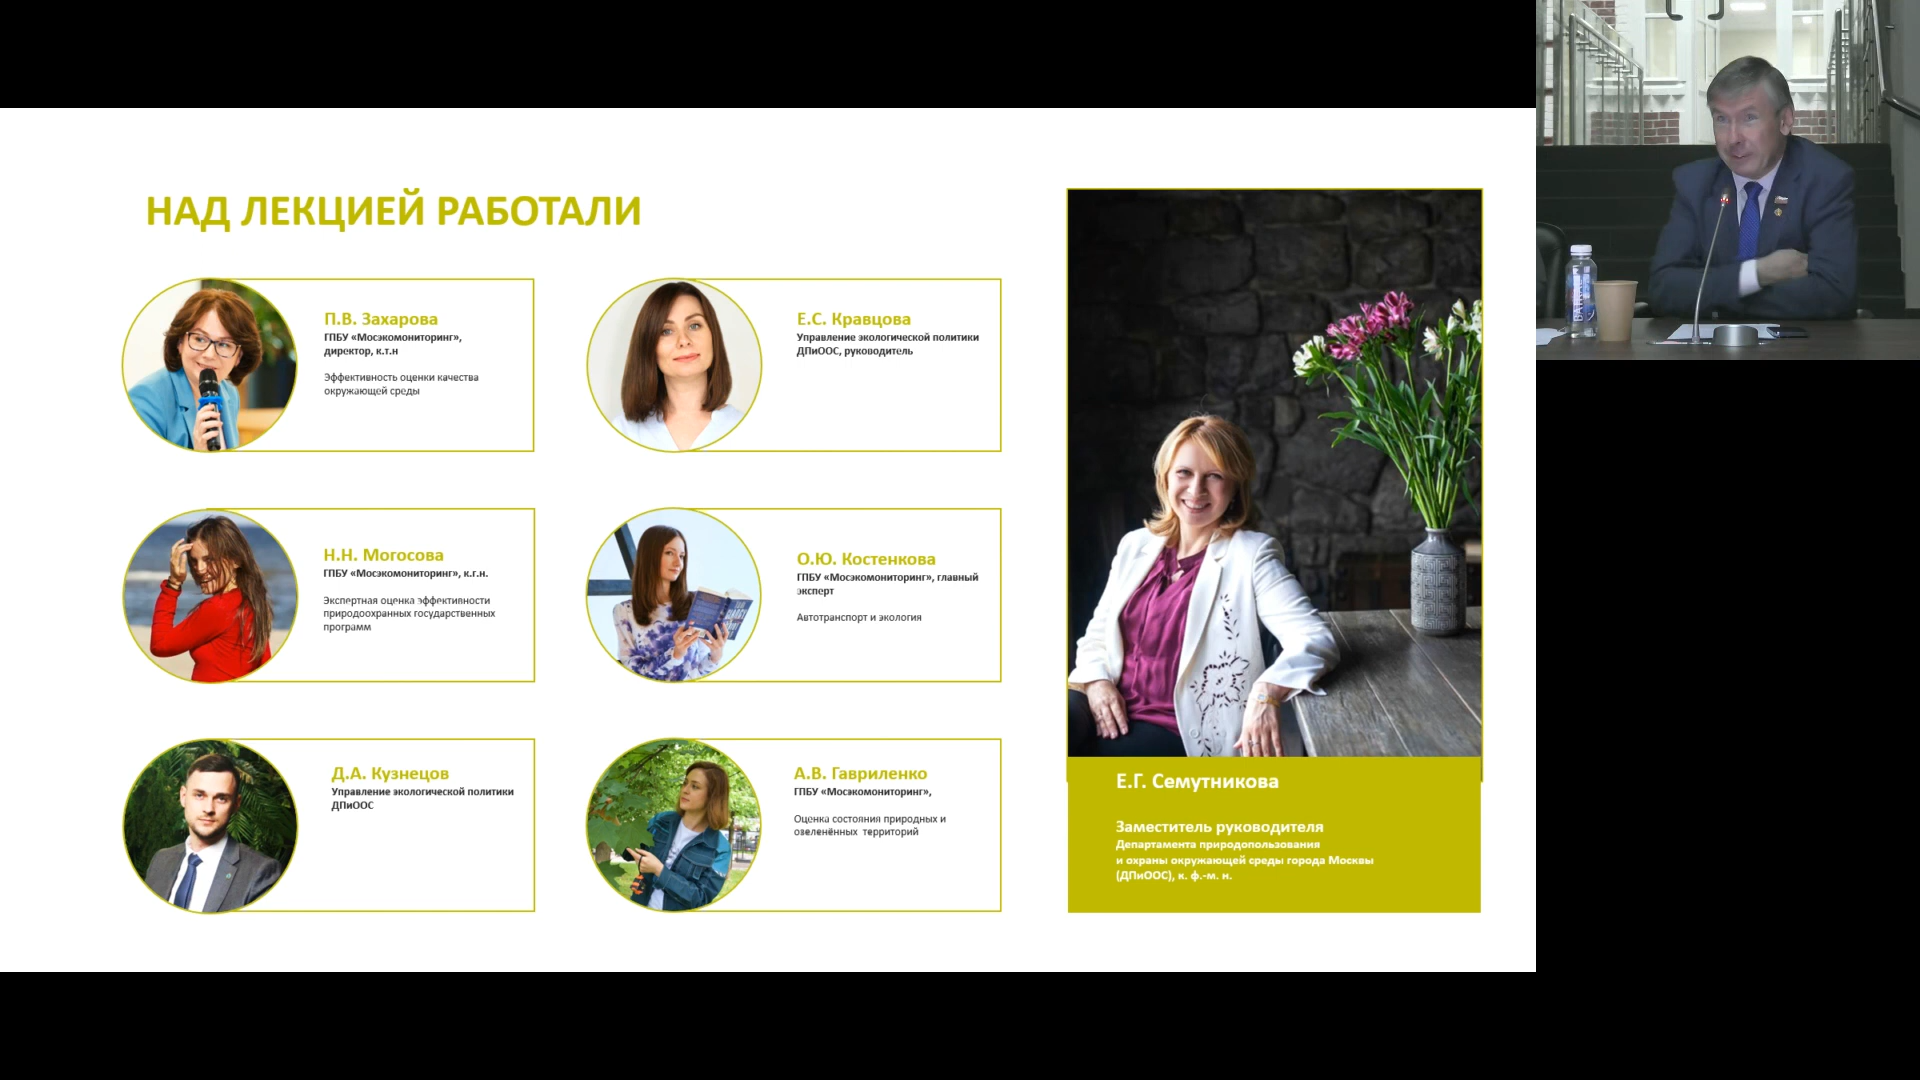 НАД ЛЕКЦИЕЙ РАБОТАЛИ
П.В. Захарова
ГПБУ «Мосэкомониторинг»,
директор, к.т.н
Эффективность оценки качества
окружающей среды
Е.С. Кравцова
Управление экологической политики
ДПиООС, руководитель
Н.Н. Могосова
ГПБУ «Мосэкомониторинг», к.г.н.
Экспертная оценка эффективности
природоохранных государственных
программ
О.Ю. Костенкова
ГПБУ «Мосэкомониторинг», главный
эксперт
Автотранспорт и экология
Д.А. Кузнецов
Управление экологической политики
ДПиООС
А.В. Гавриленко
ГПБУ «Мосэкомониторинг»,
Оценка состояния природных и
озеленённых территорий
Е.Г. Семутникова
Заместитель руководителя
Департамента природопользования
и охраны окружающей среды города Москвы
(ДПиООС), к. ф.-м. н.